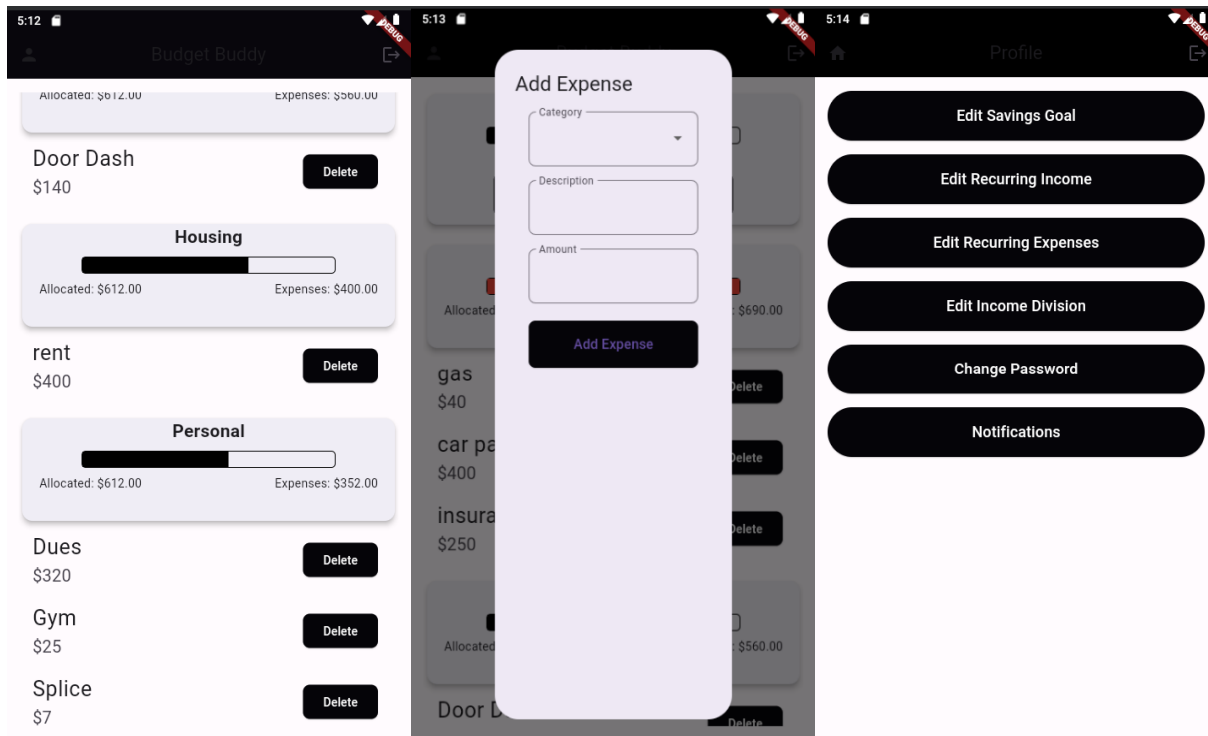 5:12
DEBUG
Budget Buddy
Allocated: $612.00 Expenses: $560.00
Door Dash
$140
Delete
Housing
Allocated: $612.00 Expenses: $400.00
rent
$400
Delete
Personal
Allocated: $612.00 Expenses: $352.00
Dues
$320
Delete
Gym
$25
Delete
Splice
$7
Delete
5:13
DEBUG
Add Expense
Category
Description
Amount
Add Expense
Allocated : $690.00
gas
$40
Delete
car pa
$400
Delete
insura
$250
Delete
Allocated : $560.00
Door D
Delete
5:14
DEBUG
Profile
Edit Savings Goal
Edit Recurring Income
Edit Recurring Expenses
Edit Income Division
Change Password
Notifications